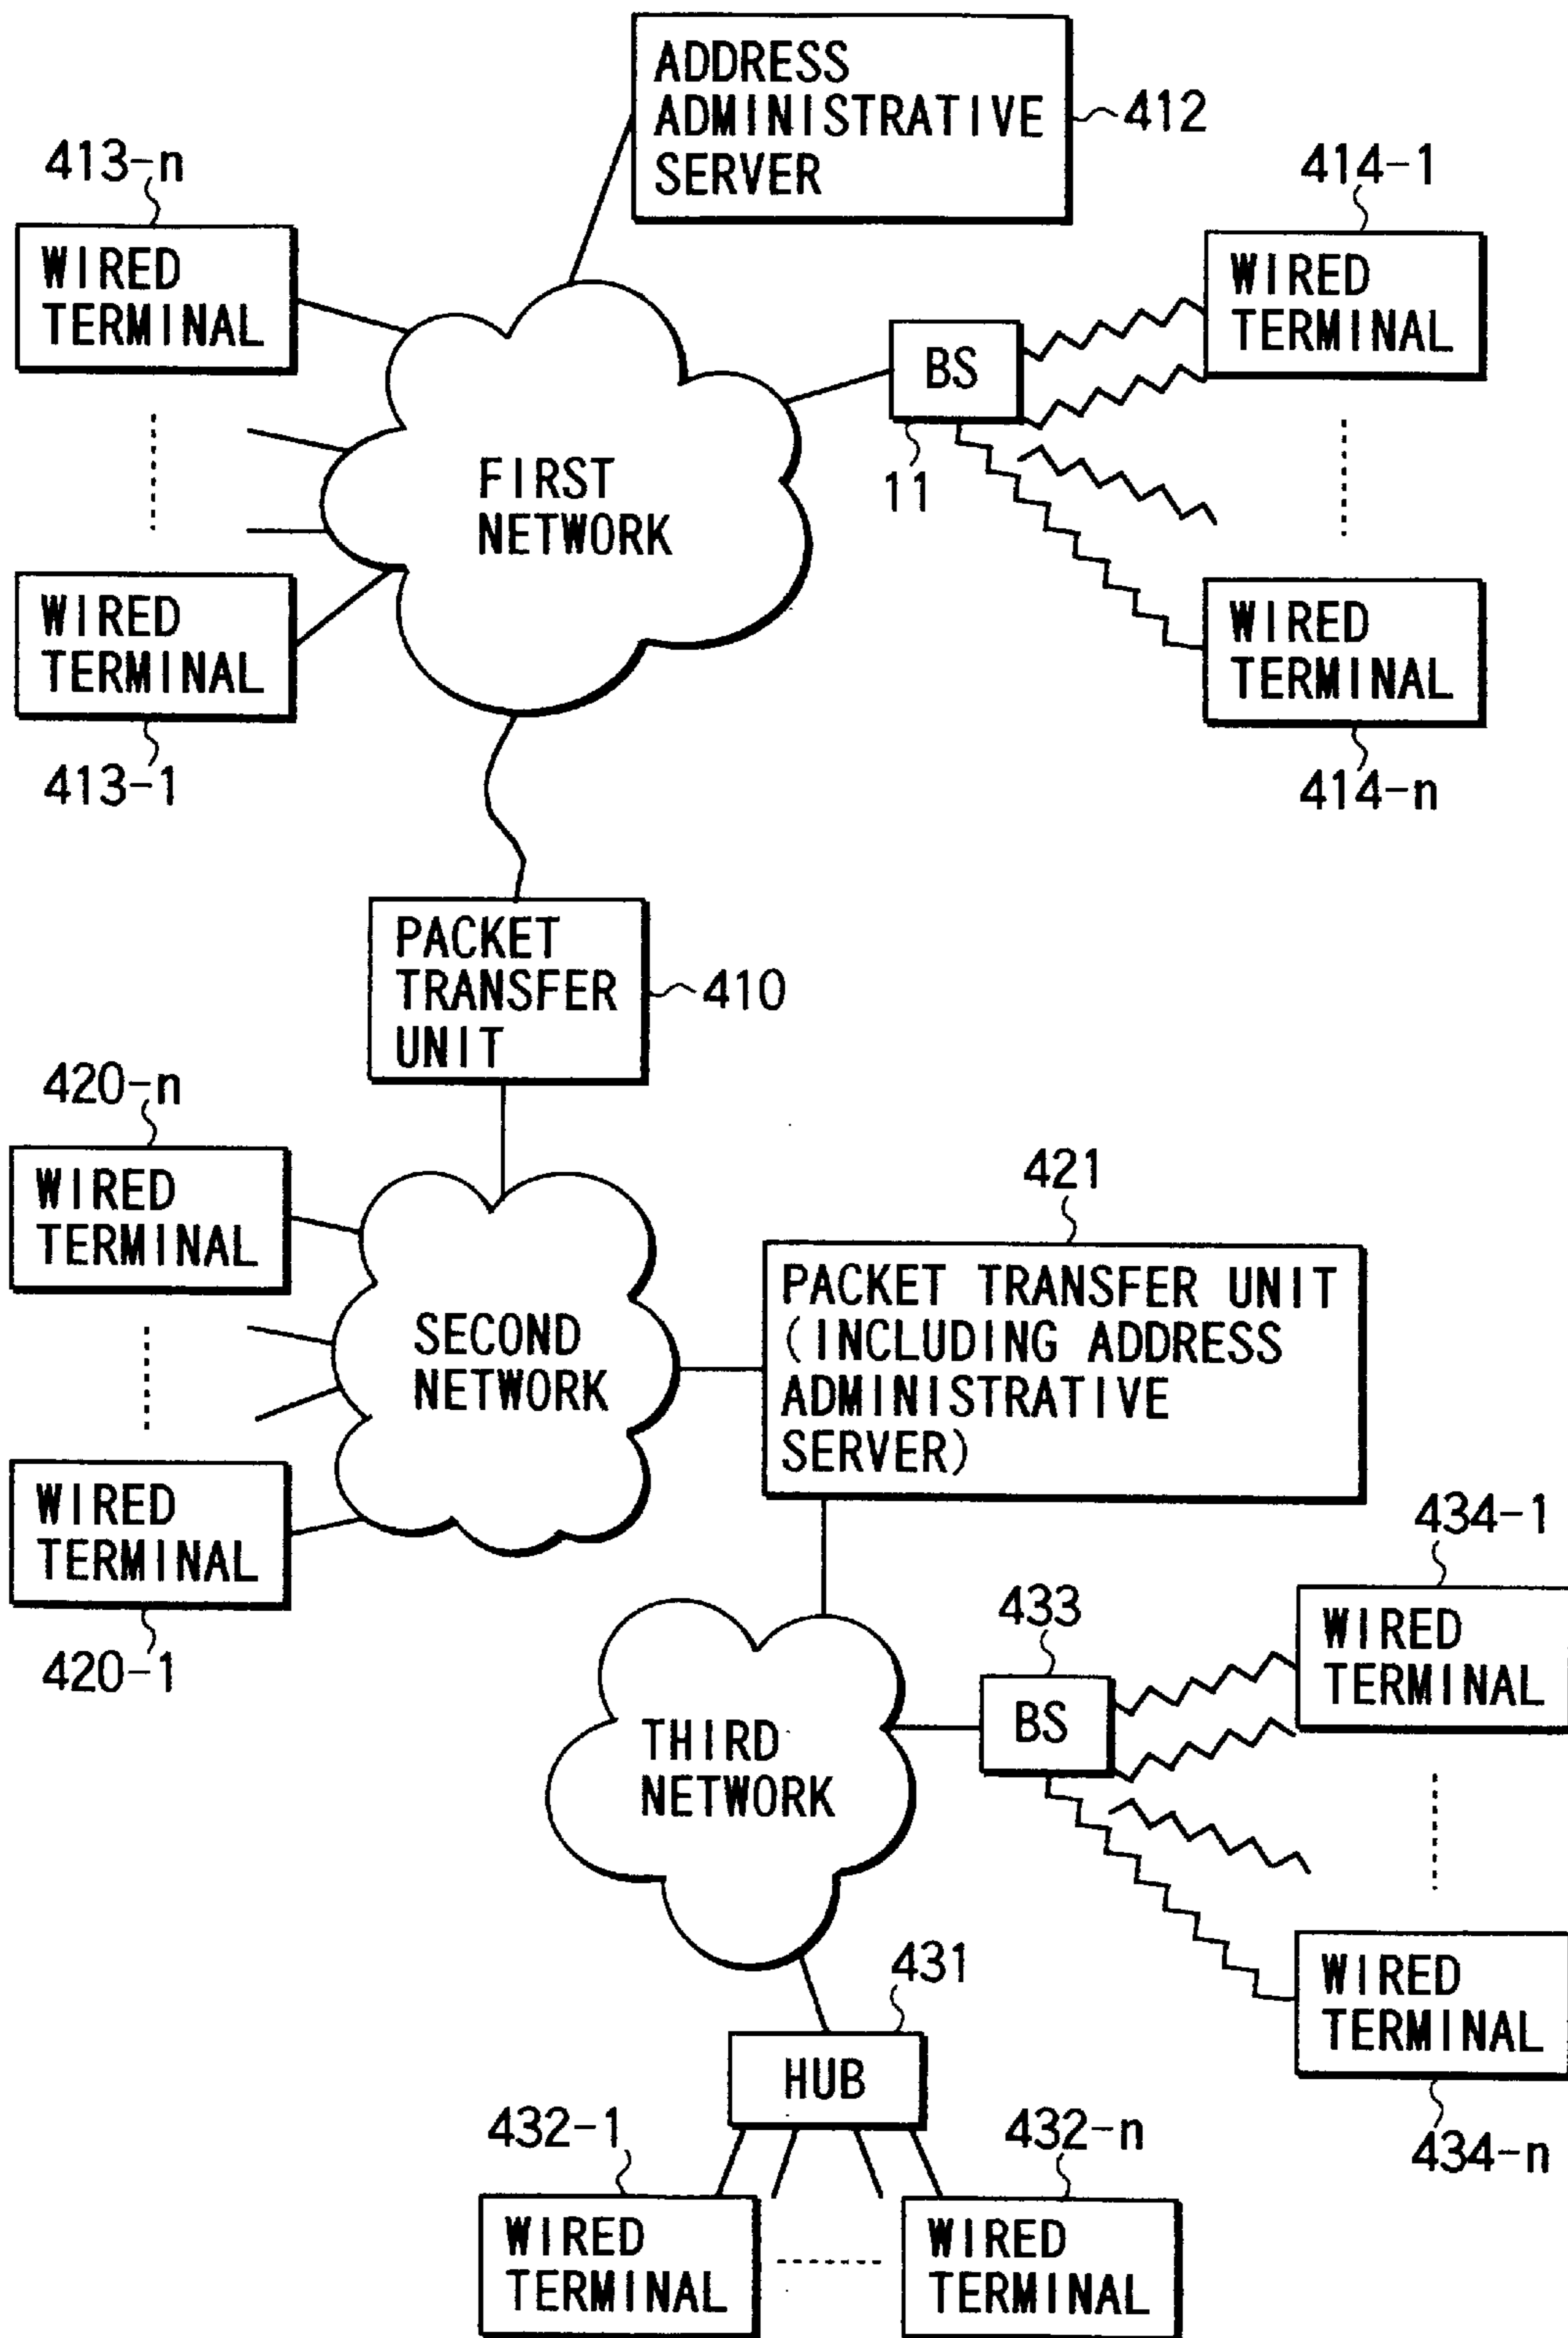 ADDRESS
ADMINISTRATIVE
SERVER
412
413-n
WIRED
TERMINAL
414-1
WIRED
TERMINAL
BS
11
FIRST
NETWORK
WIRED
TERMINAL
413-1
WIRED
TERMINAL
414-n
PACKET
TRANSFER
UNIT
410
420-n
WIRED
TERMINAL
SECOND
NETWORK
421
PACKET TRANSFER UNIT
(INCLUDING ADDRESS
ADMINISTRATIVE
SERVER)
WIRED
TERMINAL
420-1
434-1
WIRED
TERMINAL
433
BS
THIRD
NETWORK
WIRED
TERMINAL
434-n
431
HUB
432-1
WIRED
TERMINAL
432-n
WIRED
TERMINAL